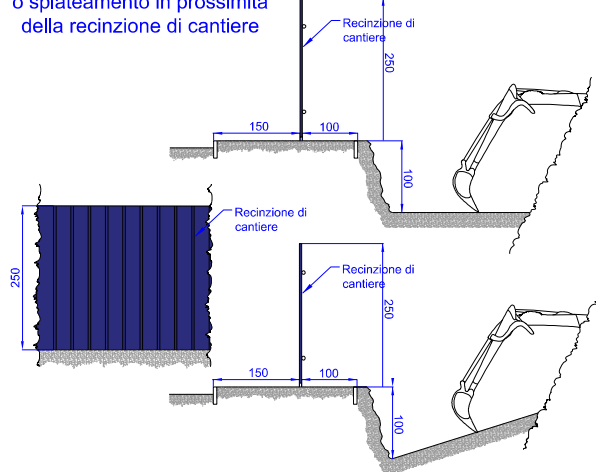 o splateamento in prossimità
della recinzione di cantiere
Recinzione di
cantiere
250
150
100
100
Recinzione di
cantiere
250
Recinzione di
cantiere
250
150
100
100